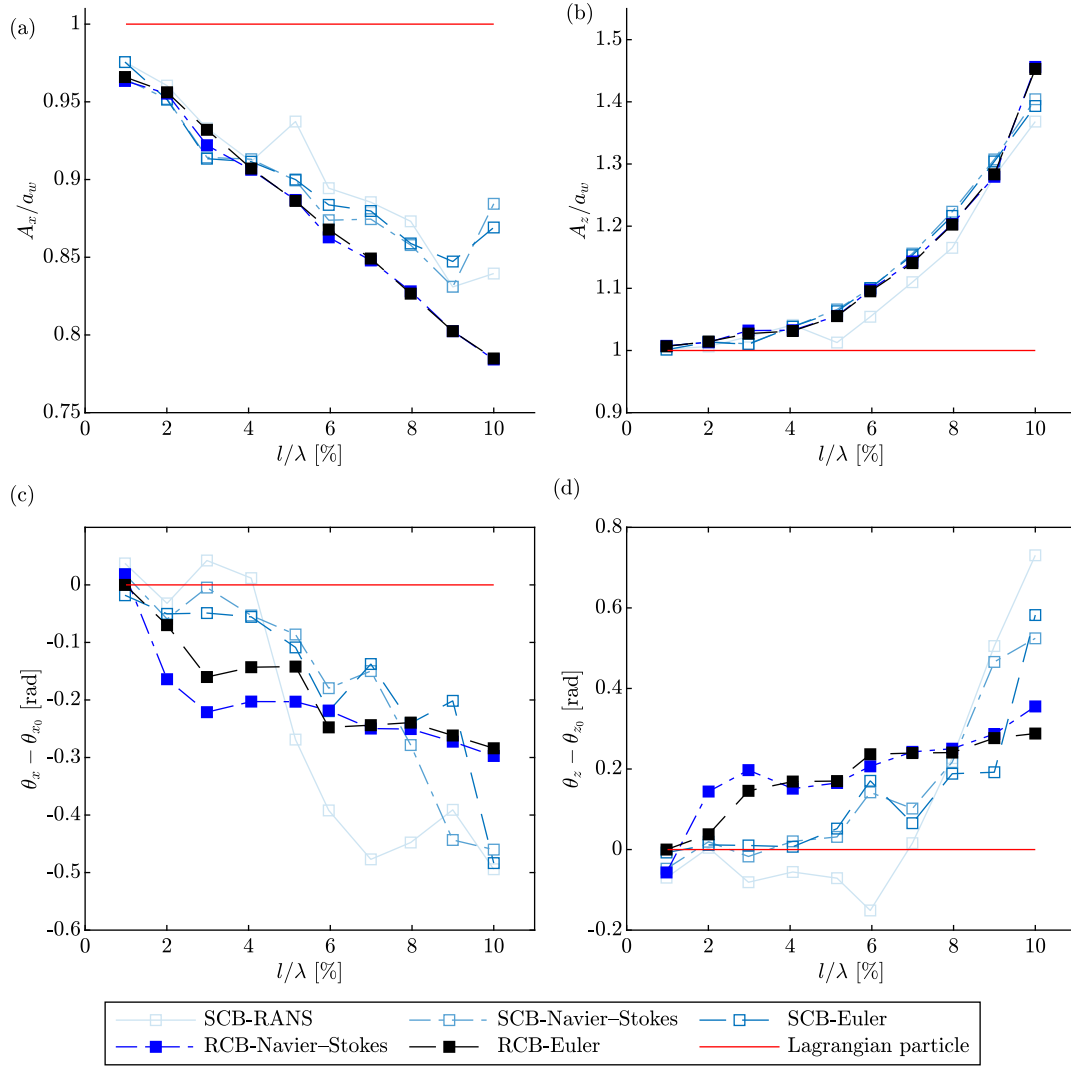 (a)
1
0.95
0.9
0.85
0.8
0.75
A_x/a_w
0 2 4 6 8 10
l/λ [%]
(b)
1.5
1.4
1.3
1.2
1.1
1
0.9
A_z/a_w
0 2 4 6 8 10
l/λ [%]
(c)
0
-0.1
-0.2
-0.3
-0.4
-0.5
-0.6
θ_x − θ_{x_0} [rad]
0 2 4 6 8 10
l/λ [%]
(d)
0.8
0.6
0.4
0.2
0
-0.2
θ_z − θ_{z_0} [rad]
0 2 4 6 8 10
l/λ [%]
SCB-RANS SCB-Navier–Stokes SCB-Euler
RCB-Navier–Stokes RCB-Euler Lagrangian particle